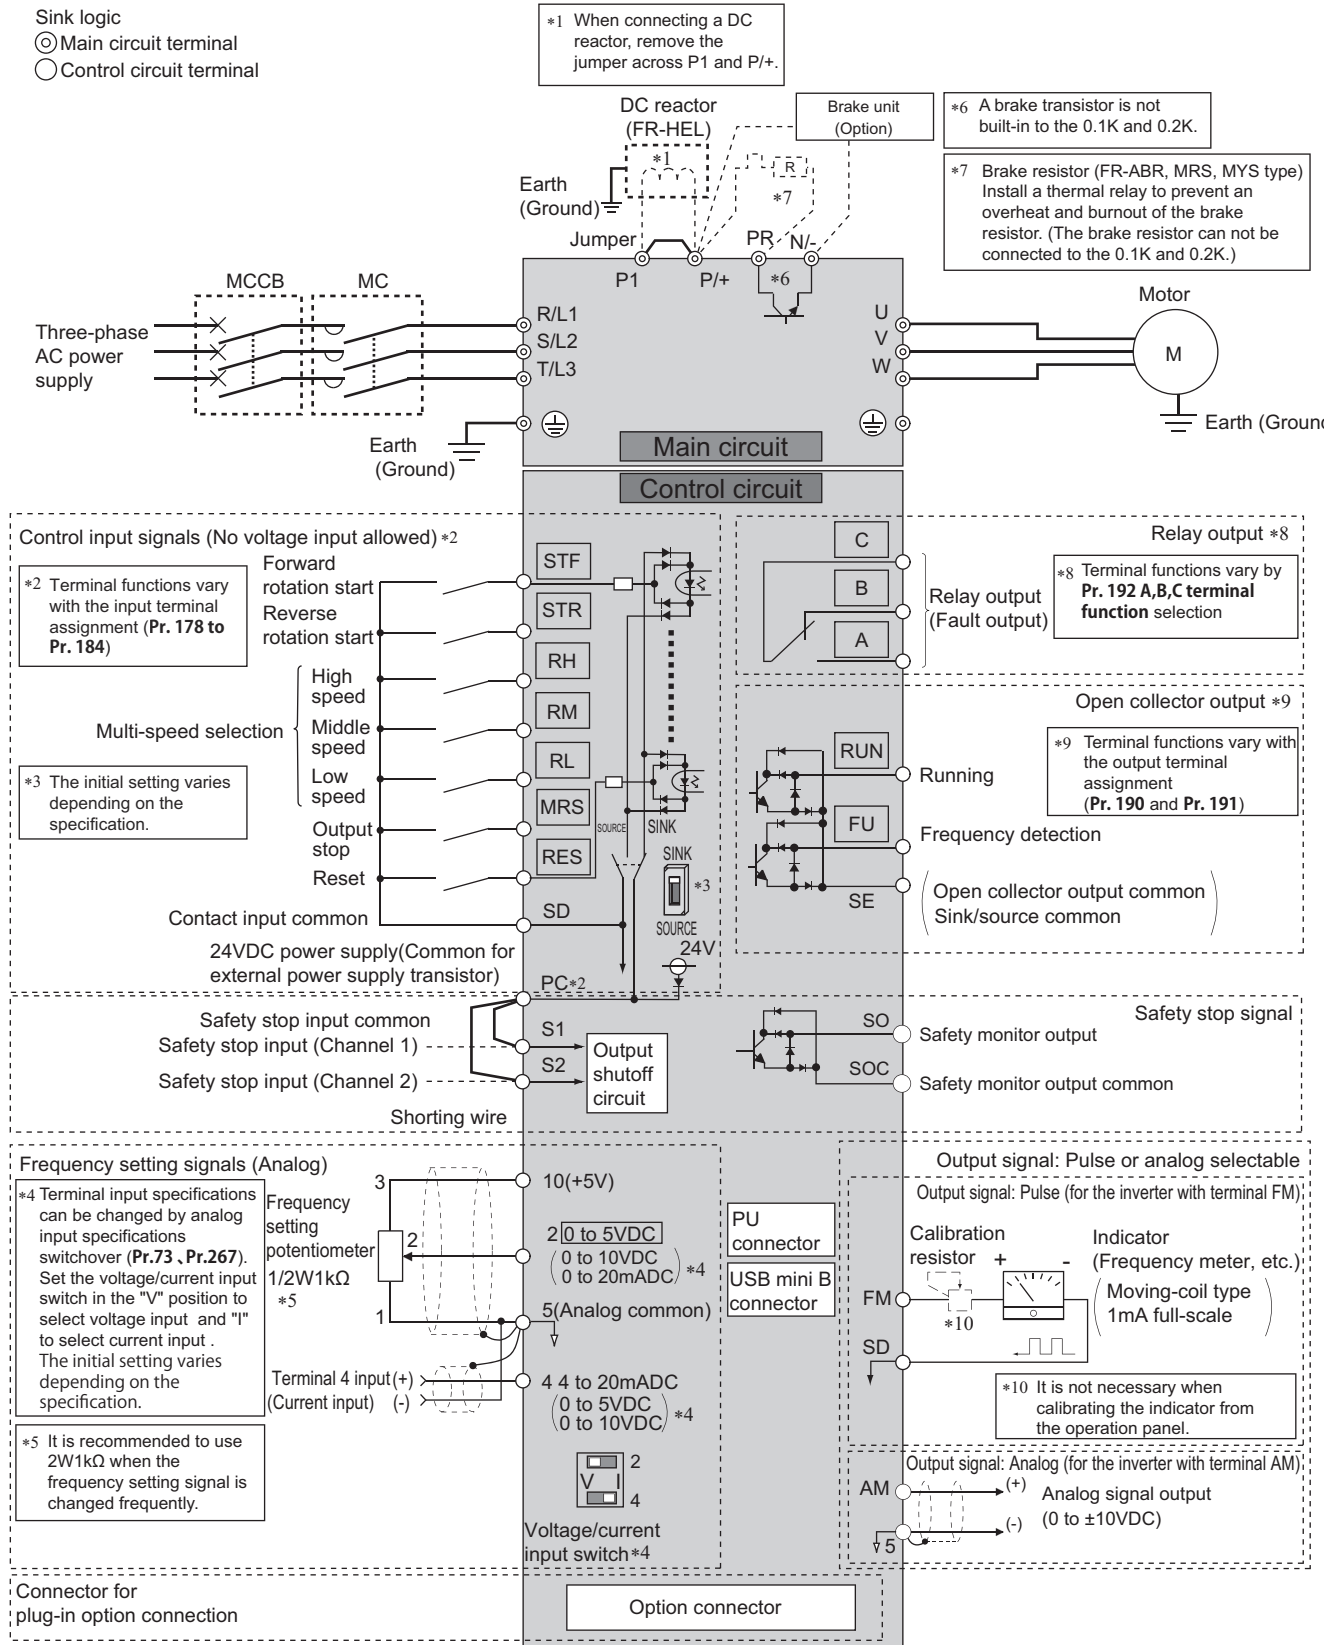 Sink logic
Main circuit terminal
Control circuit terminal
*1 When connecting a DC
reactor, remove the
jumper across P1 and P/+.
DC reactor
(FR-HEL)
*1
Brake unit
(Option)
*6 A brake transistor is not
built-in to the 0.1K and 0.2K.
*7 Brake resistor (FR-ABR, MRS, MYS type)
Install a thermal relay to prevent an
overheat and burnout of the brake
resistor. (The brake resistor can not be
connected to the 0.1K and 0.2K.)
Earth
(Ground)
R
*7
Jumper
PR
N/-
P1
P/+
*6
MCCB
MC
Motor
Three-phase
AC power
supply
R/L1
S/L2
T/L3
U
V
W
M
Earth
(Ground)
Earth (Groun
Main circuit
Control circuit
Control input signals (No voltage input allowed) *2
*2 Terminal functions vary
with the input terminal
assignment (Pr. 178 to
Pr. 184)
Forward
rotation start
Reverse
rotation start
High
speed
Multi-speed selection
Middle
speed
Low
speed
*3 The initial setting varies
depending on the
specification.
Output
stop
Reset
Contact input common
24VDC power supply(Common for
external power supply transistor)
STF
STR
RH
RM
RL
MRS
RES
SD
PC*2
SOURCE
SINK
SINK
*3
SOURCE
24V
Relay output *8
C
B
A
Relay output
(Fault output)
*8 Terminal functions vary by
Pr. 192 A,B,C terminal
function selection
Open collector output *9
RUN
Running
*9 Terminal functions vary with
the output terminal
assignment
(Pr. 190 and Pr. 191)
FU
Frequency detection
SE
Open collector output common
Sink/source common
Safety stop signal
Safety stop input common
Safety stop input (Channel 1)
Safety stop input (Channel 2)
Shorting wire
S1
S2
Output
shutoff
circuit
SO
Safety monitor output
SOC
Safety monitor output common
Frequency setting signals (Analog)
*4 Terminal input specifications
can be changed by analog
input specifications
switchover (Pr.73、Pr.267).
Set the voltage/current input
switch in the "V" position to
select voltage input and "I"
to select current input .
The initial setting varies
depending on the
specification.
*5 It is recommended to use
2W1kΩ when the
frequency setting signal is
changed frequently.
Frequency
setting
potentiometer
1/2W1kΩ
*5
3
2
1
Terminal 4 input (+)
(Current input) (-)
10(+5V)
2 0 to 5VDC
(0 to 10VDC
0 to 20mADC) *4
5(Analog common)
4 4 to 20mADC
(0 to 5VDC
0 to 10VDC) *4
V I
2
4
Voltage/current
input switch*4
PU
connector
USB mini B
connector
Output signal: Pulse or analog selectable
Output signal: Pulse (for the inverter with terminal FM)
Calibration
resistor
+
-
Indicator
(Frequency meter, etc.)
(Moving-coil type
1mA full-scale)
FM
*10
SD
*10 It is not necessary when
calibrating the indicator from
the operation panel.
Output signal: Analog (for the inverter with terminal AM)
AM
(+)
Analog signal output
(0 to ±10VDC)
(-)
5
Connector for
plug-in option connection
Option connector